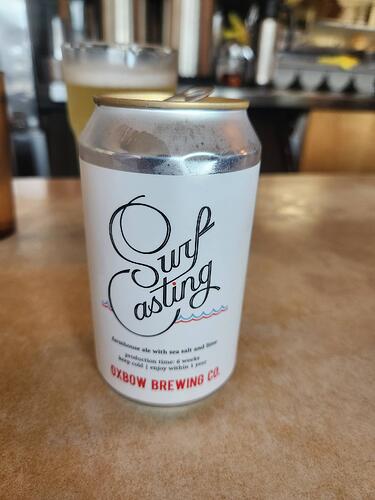 Surf
Casting
farmhouse ale with sea salt and lime
production time: 6 weeks
keep cold | enjoy within 1 year
OXBOW BREWING CO.